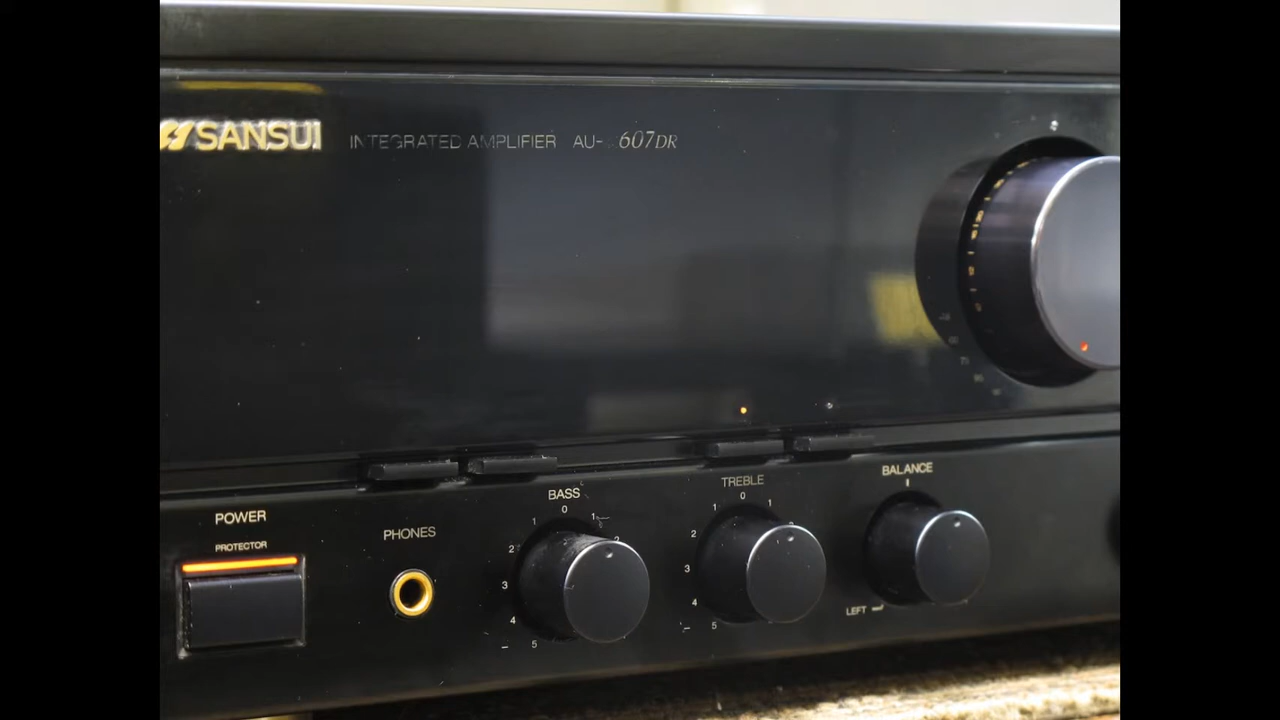 SANSUI INTEGRATED AMPLIFIER AU- 607DR
POWER
PROTECTOR
PHONES
BASS
0
1 1
2 2
3
4
– 5
TREBLE
0
1 1
2
3
4
– 5
BALANCE
LEFT